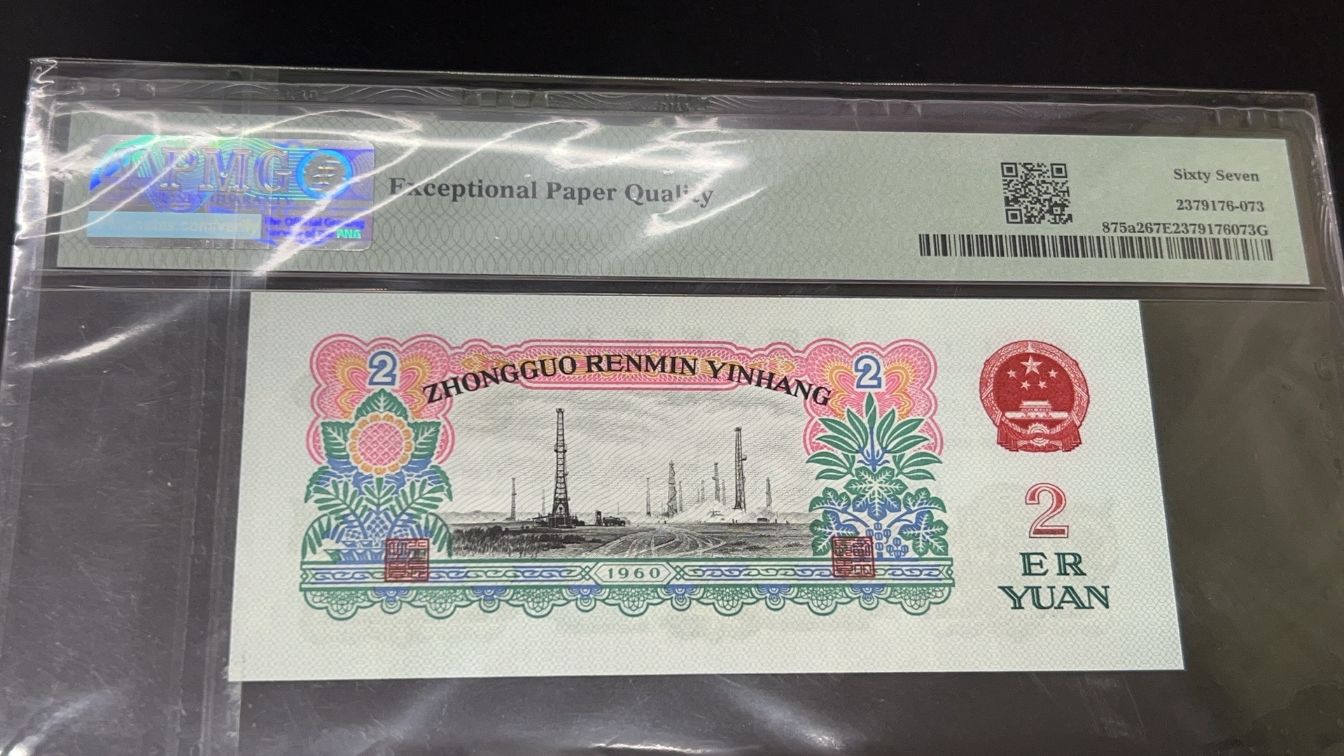 PMG
Exceptional Paper Quality
Sixty Seven
2379176-073
875a267E2379176073G
2
2
ZHONGGUO RENMIN YINHANG
1960
2
ER
YUAN